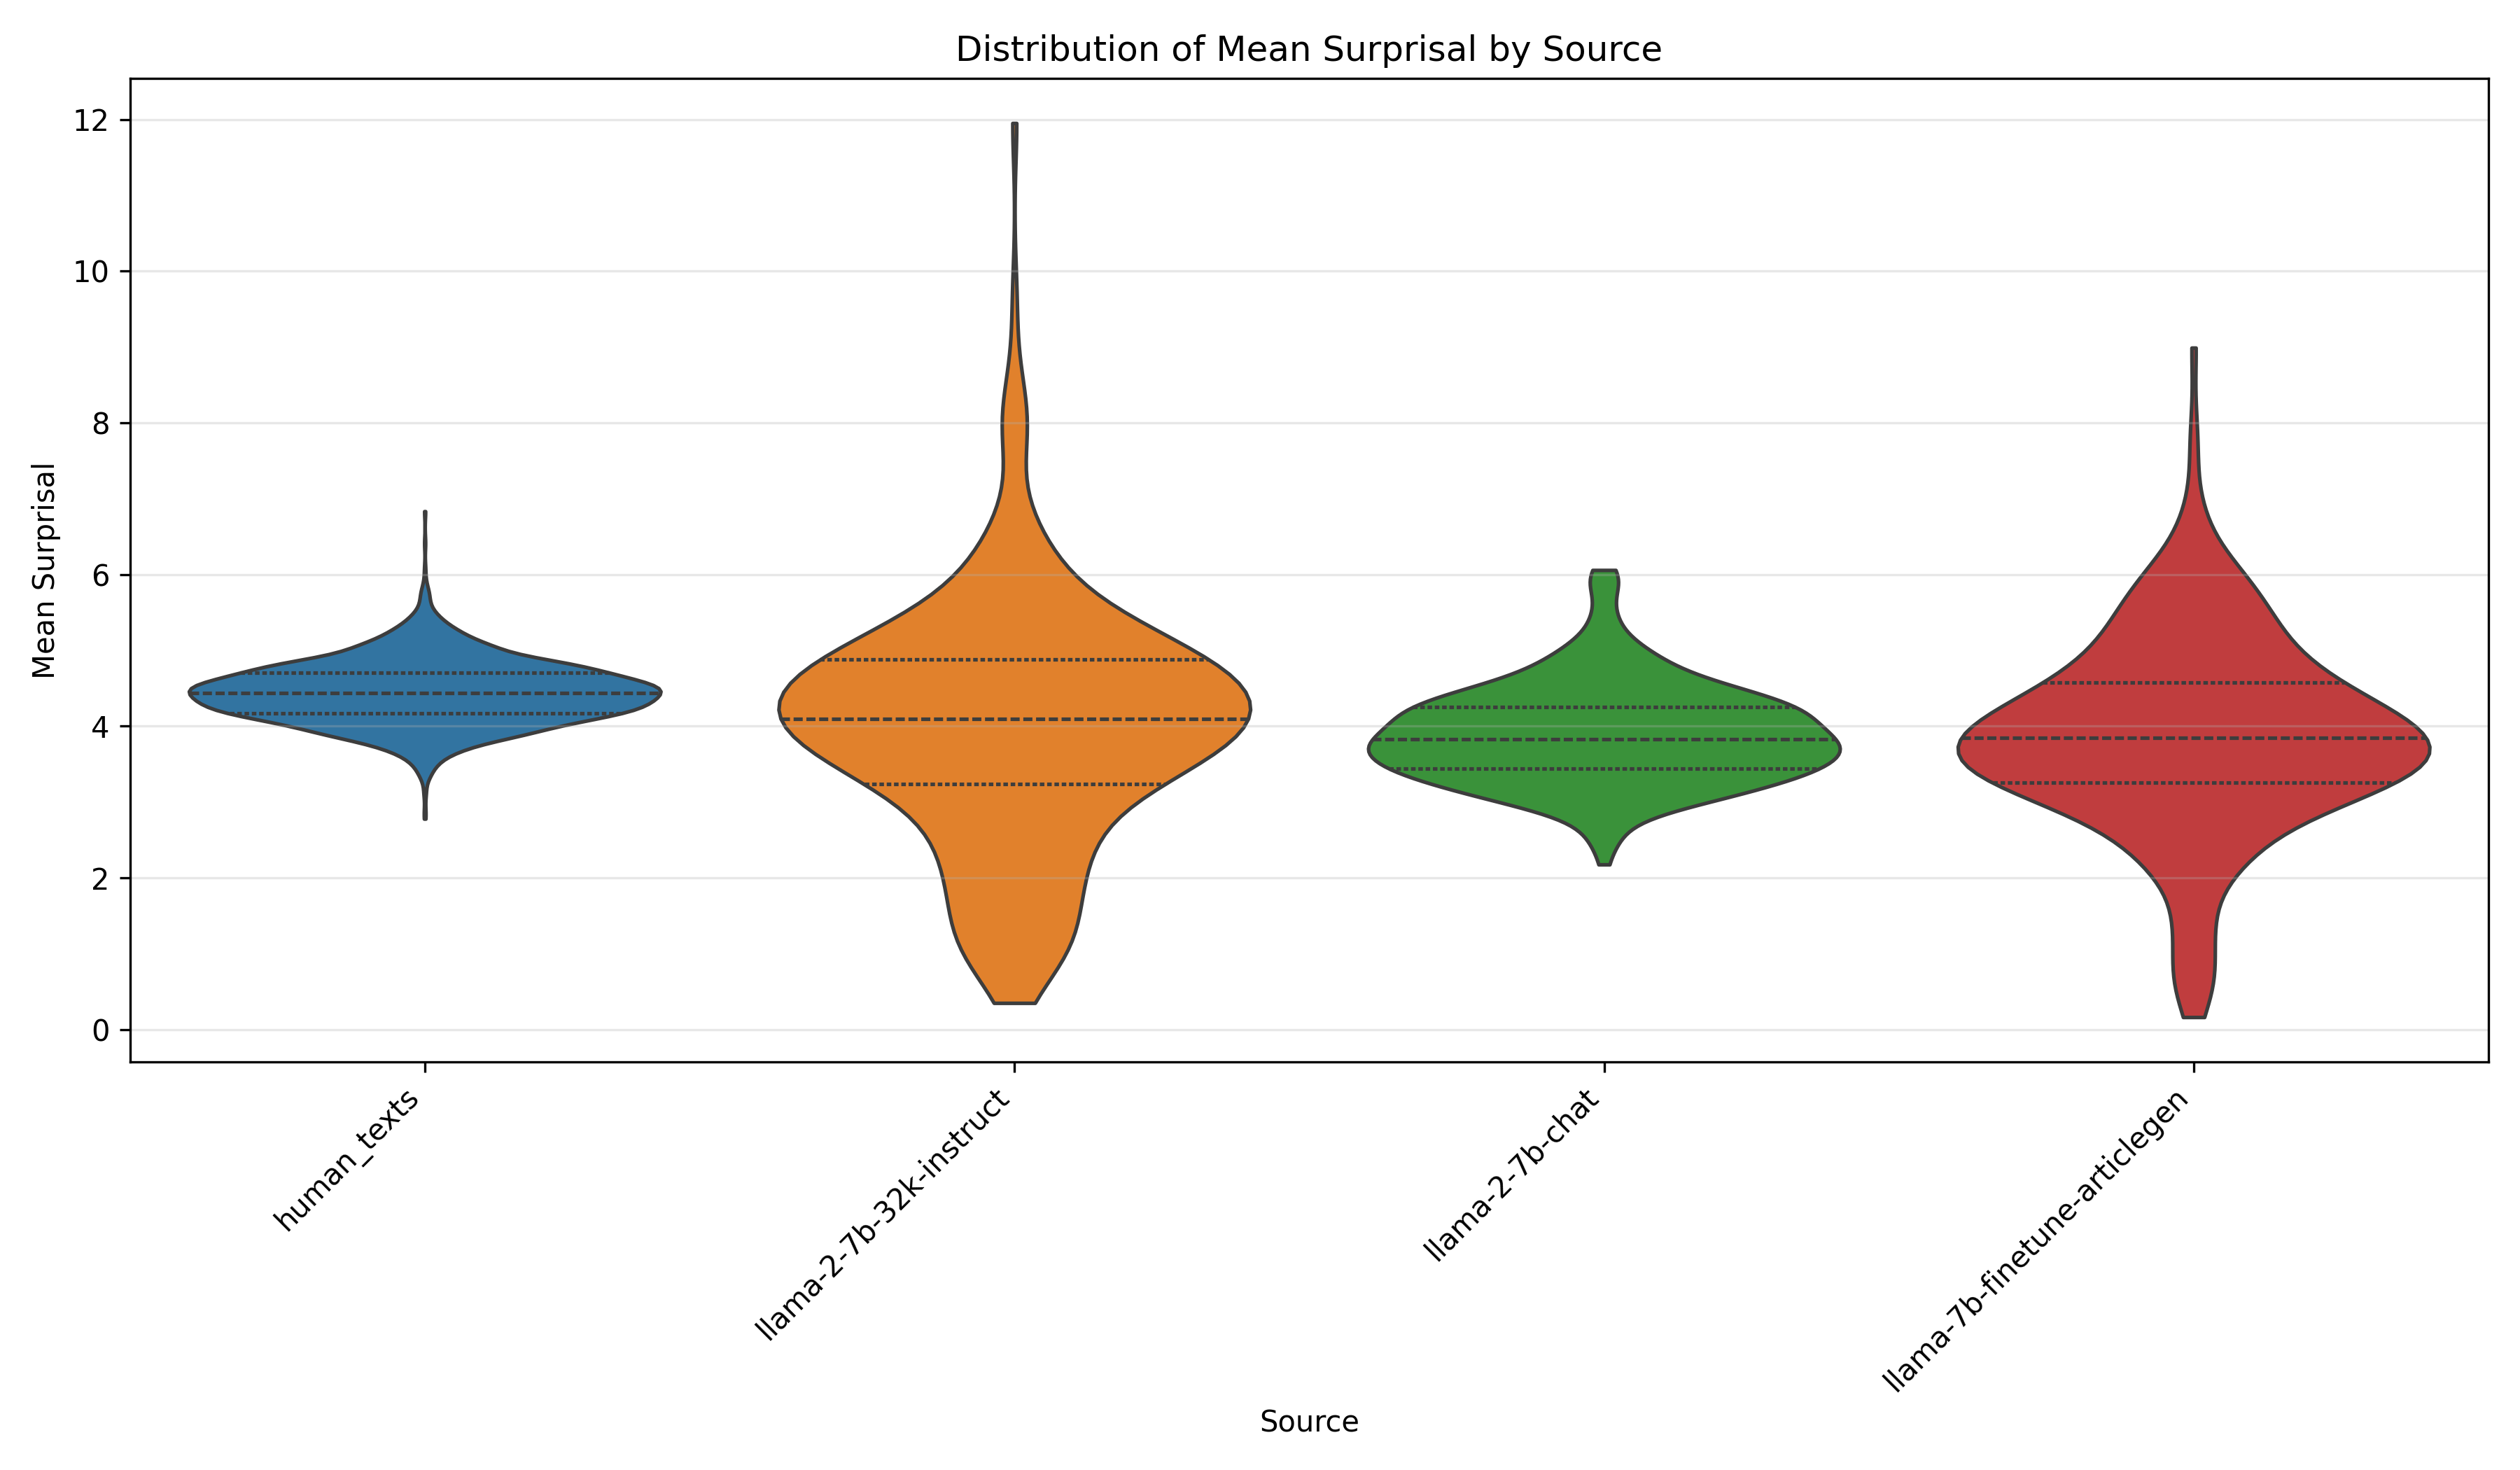 Distribution of Mean Surprisal by Source
Mean Surprisal
12
10
8
6
4
2
0
human_texts
llama-2-7b-32k-instruct
llama-2-7b-chat
llama-7b-finetune-articlegen
Source